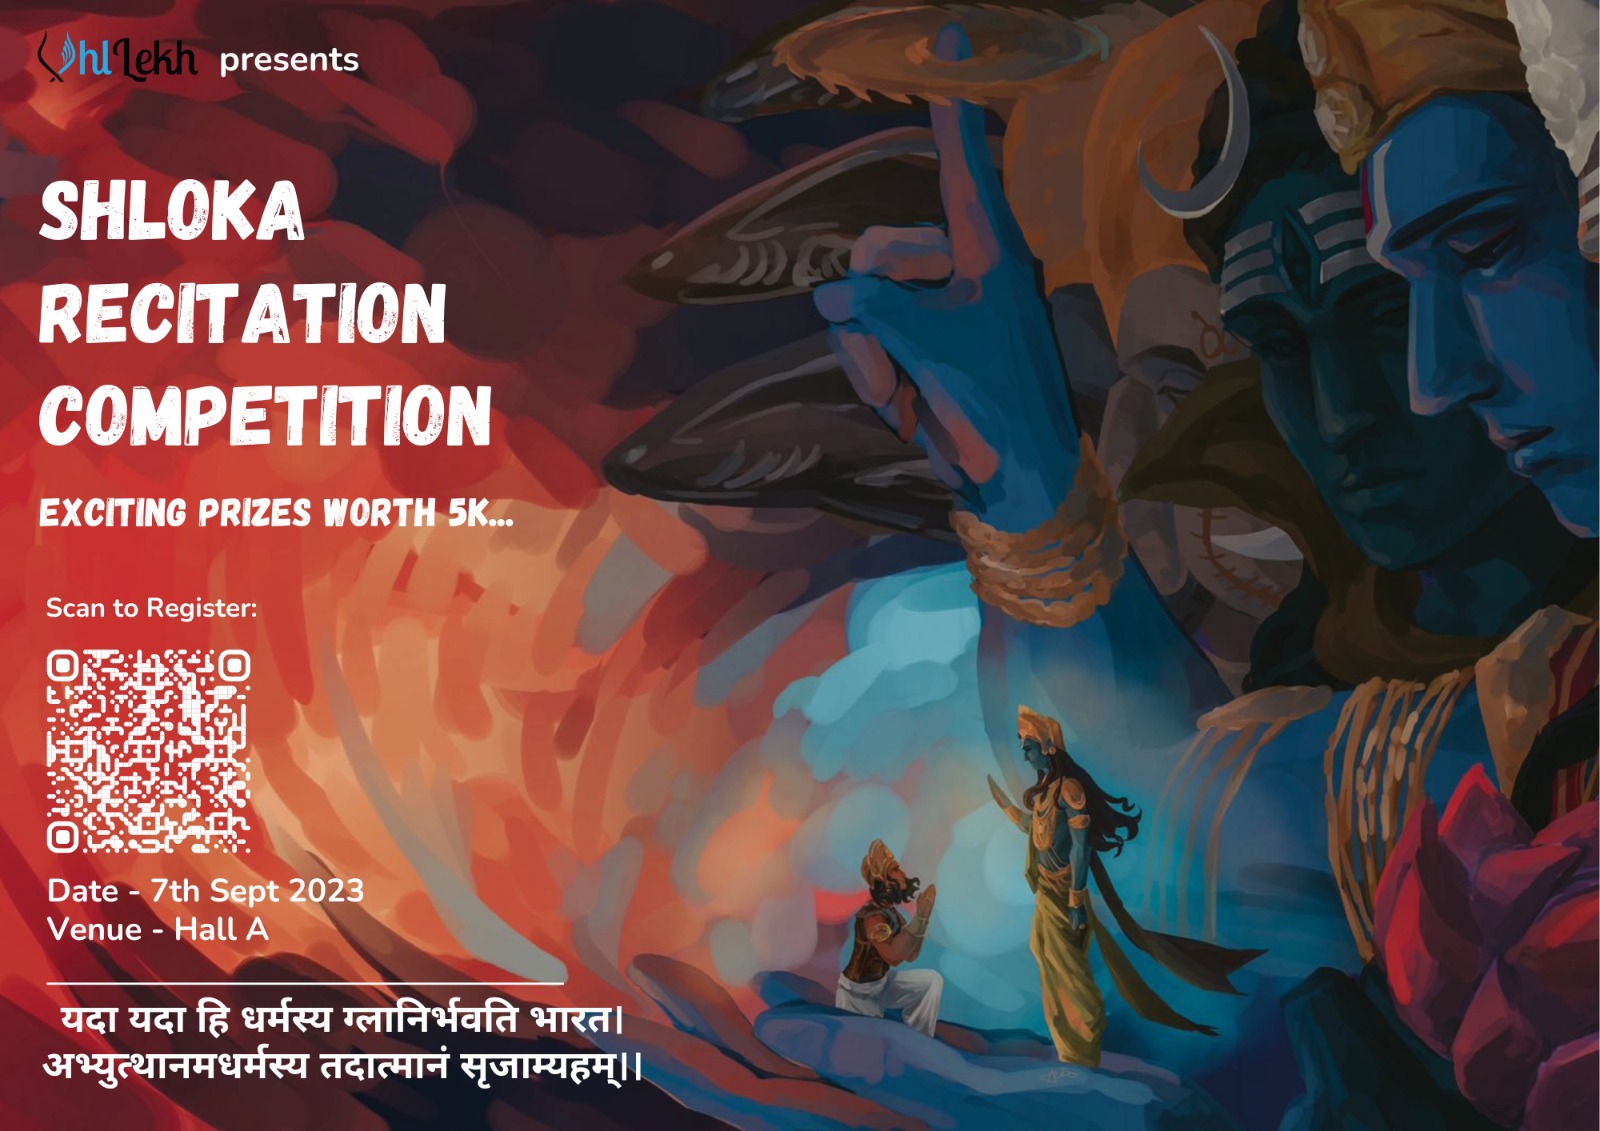 presents
SHLOKA
RECITATION
COMPETITION
EXCITING PRIZES WORTH 5K...
Scan to Register:
Date - 7th Sept 2023
Venue - Hall A
यदा यदा हि धर्मस्य ग्लानिर्भवति भारत|
अभ्युत्थानमधर्मस्य तदात्मानं सृजाम्यहम्||